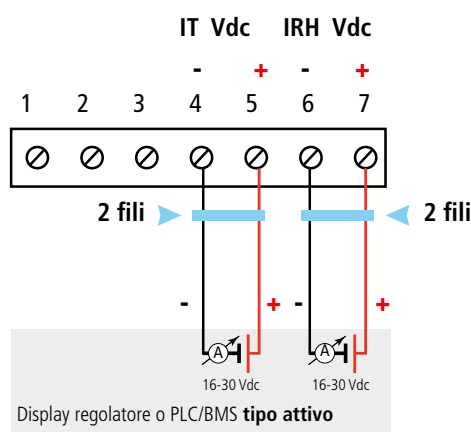 IT Vdc IRH Vdc
- + - +
1 2 3 4 5 6 7
2 fili 2 fili
- + - +
A A
16-30 Vdc 16-30 Vdc
Display regolatore o PLC/BMS tipo attivo